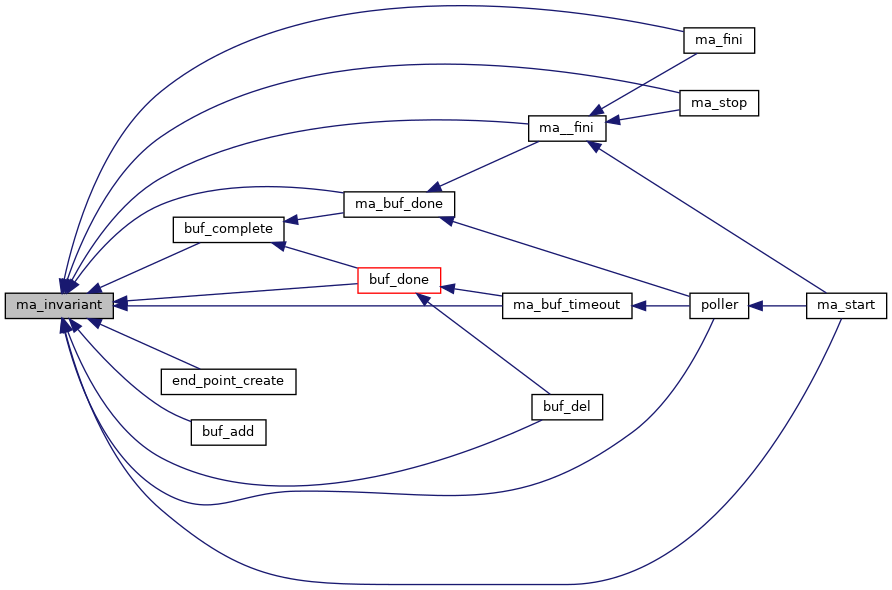 ma_fini
ma_stop
ma__fini
ma_buf_done
buf_complete
buf_done
ma_invariant
ma_buf_timeout
poller
ma_start
end_point_create
buf_del
buf_add